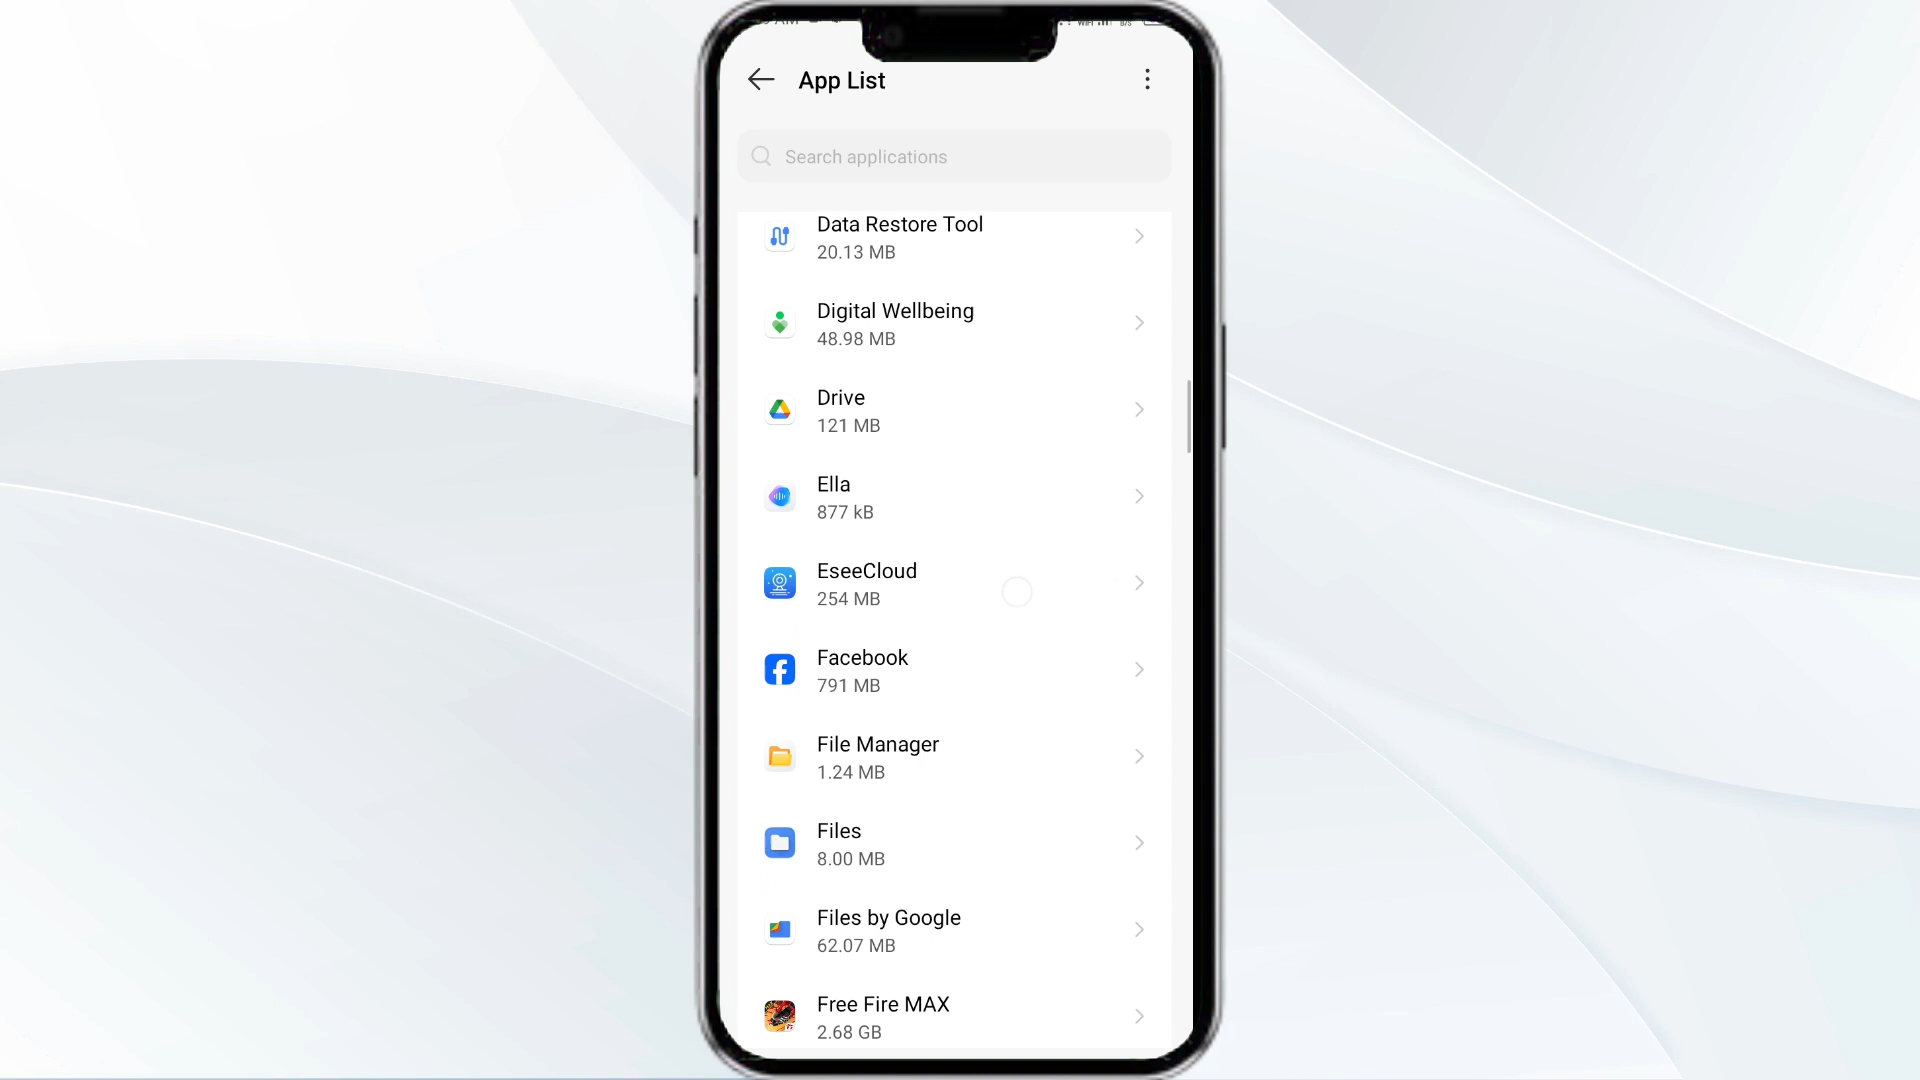 App List
Search applications
Data Restore Tool
20.13 MB
Digital Wellbeing
48.98 MB
Drive
121 MB
Ella
877 kB
EseeCloud
254 MB
Facebook
791 MB
File Manager
1.24 MB
Files
8.00 MB
Files by Google
62.07 MB
Free Fire MAX
2.68 GB